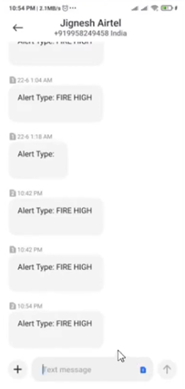 10:54 PM | 2.1MB/s
Jignesh Airtel
+919958249458 India
Alert Type: FIRE HIGH
22-6 1:04 AM
Alert Type: FIRE HIGH
22-6 1:18 AM
Alert Type:
10:42 PM
Alert Type: FIRE HIGH
10:42 PM
Alert Type: FIRE HIGH
10:54 PM
Alert Type: FIRE HIGH
Text message